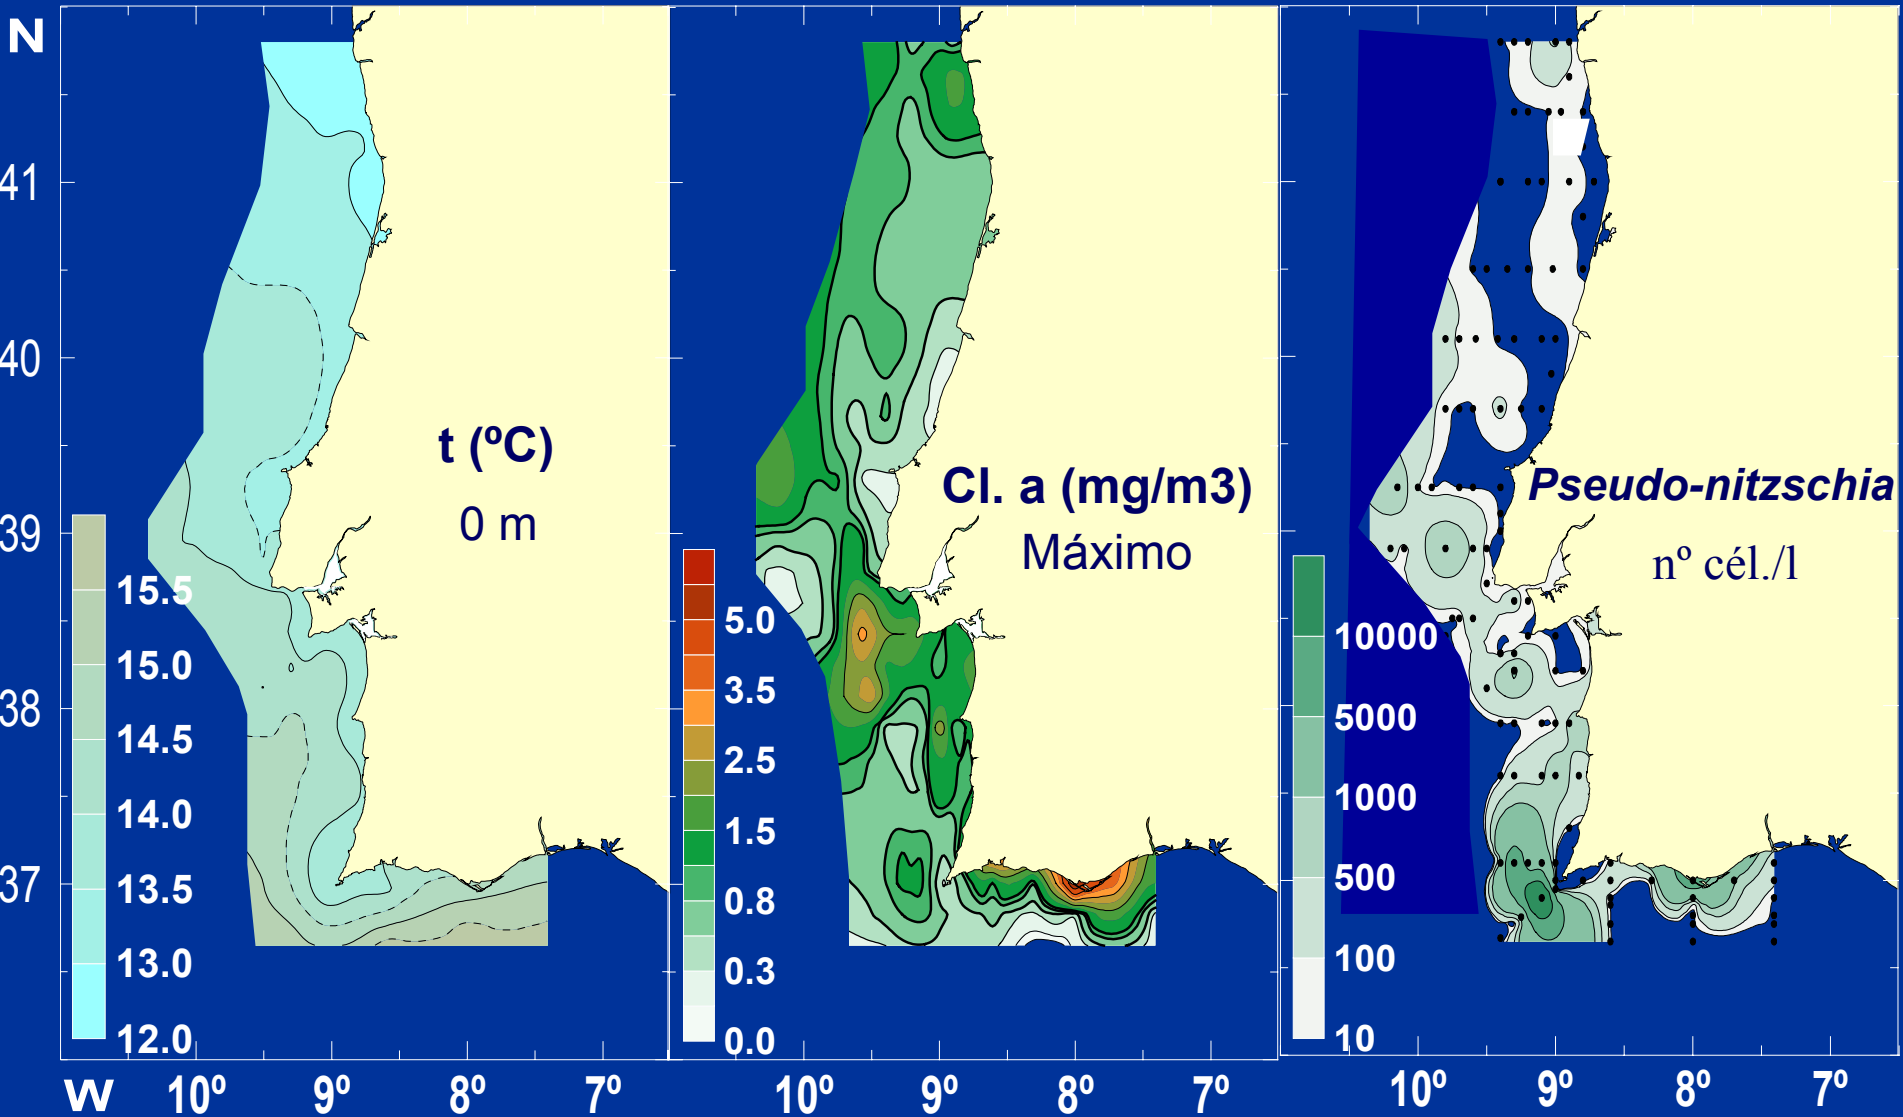 N
41
40
39
38
37
W
t (ºC)
0 m
15.5
15.0
14.5
14.0
13.5
13.0
12.0
10º 9º 8º 7º
Cl. a (mg/m3)
Máximo
5.0
3.5
2.5
1.5
0.8
0.3
0.0
10º 9º 8º 7º
Pseudo-nitzschia
nº cél./l
10000
5000
1000
500
100
10
10º 9º 8º 7º